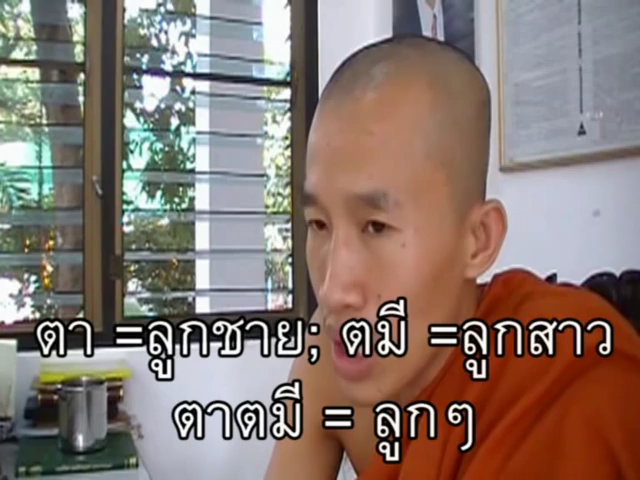 ตา =ลูกชาย; ตมี =ลูกสาว
ตาตมี = ลูกๆ